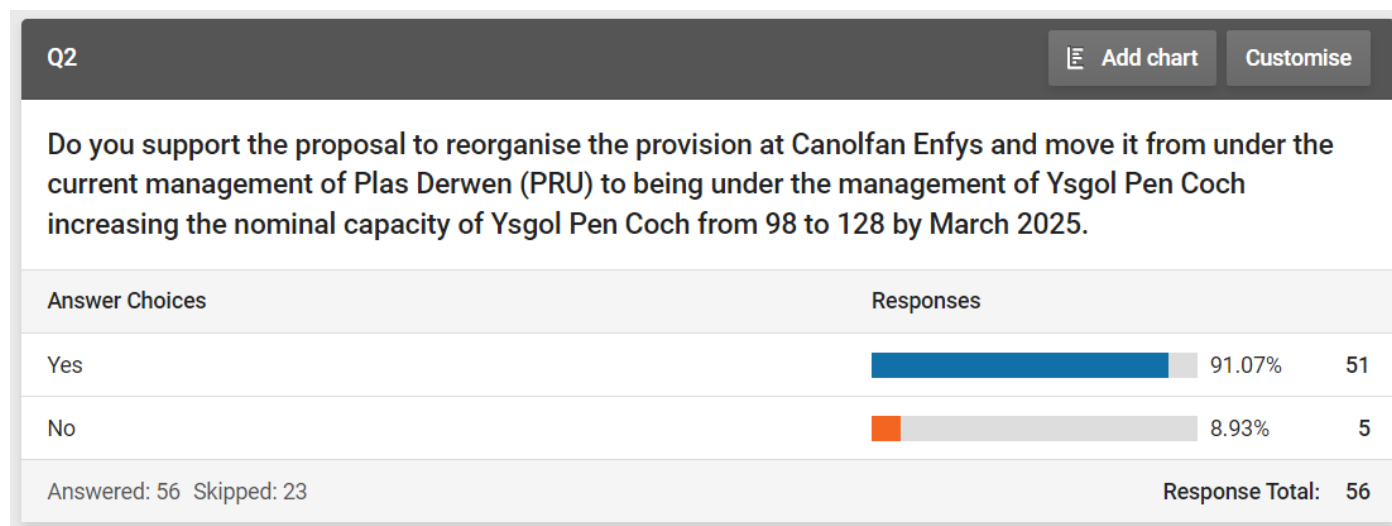 Q2
Add chart
Customise
Do you support the proposal to reorganise the provision at Canolfan Enfys and move it from under the
current management of Plas Derwen (PRU) to being under the management of Ysgol Pen Coch
increasing the nominal capacity of Ysgol Pen Coch from 98 to 128 by March 2025.
Answer Choices Responses
Yes 91.07% 51
No 8.93% 5
Answered: 56 Skipped: 23 Response Total: 56